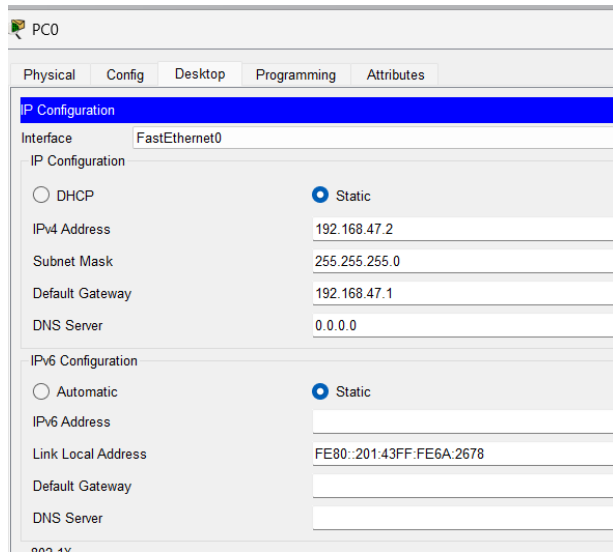 PC0
Physical Config Desktop Programming Attributes
IP Configuration
Interface FastEthernet0
IP Configuration
DHCP Static
IPv4 Address 192.168.47.2
Subnet Mask 255.255.255.0
Default Gateway 192.168.47.1
DNS Server 0.0.0.0
IPv6 Configuration
Automatic Static
IPv6 Address
Link Local Address FE80::201:43FF:FE6A:2678
Default Gateway
DNS Server
802.1X